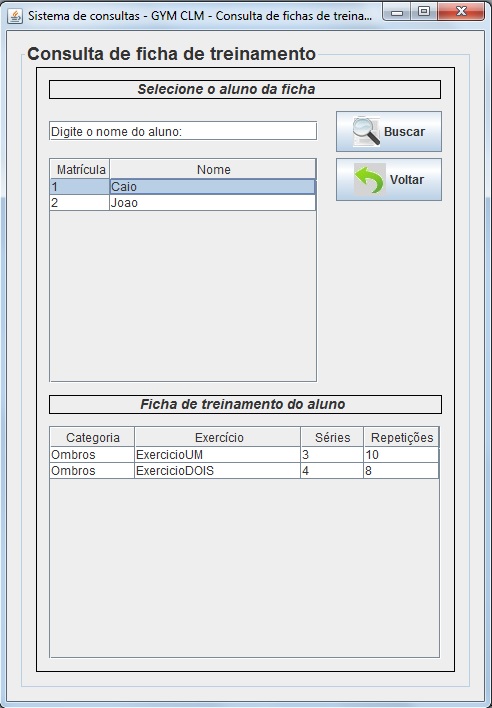 Sistema de consultas - GYM CLM - Consulta de fichas de treina...
Consulta de ficha de treinamento
Selecione o aluno da ficha
Digite o nome do aluno:
Buscar
Voltar
Matrícula Nome
1 Caio
2 Joao
Ficha de treinamento do aluno
Categoria Exercício Séries Repetições
Ombros ExercicioUM 3 10
Ombros ExercicioDOIS 4 8